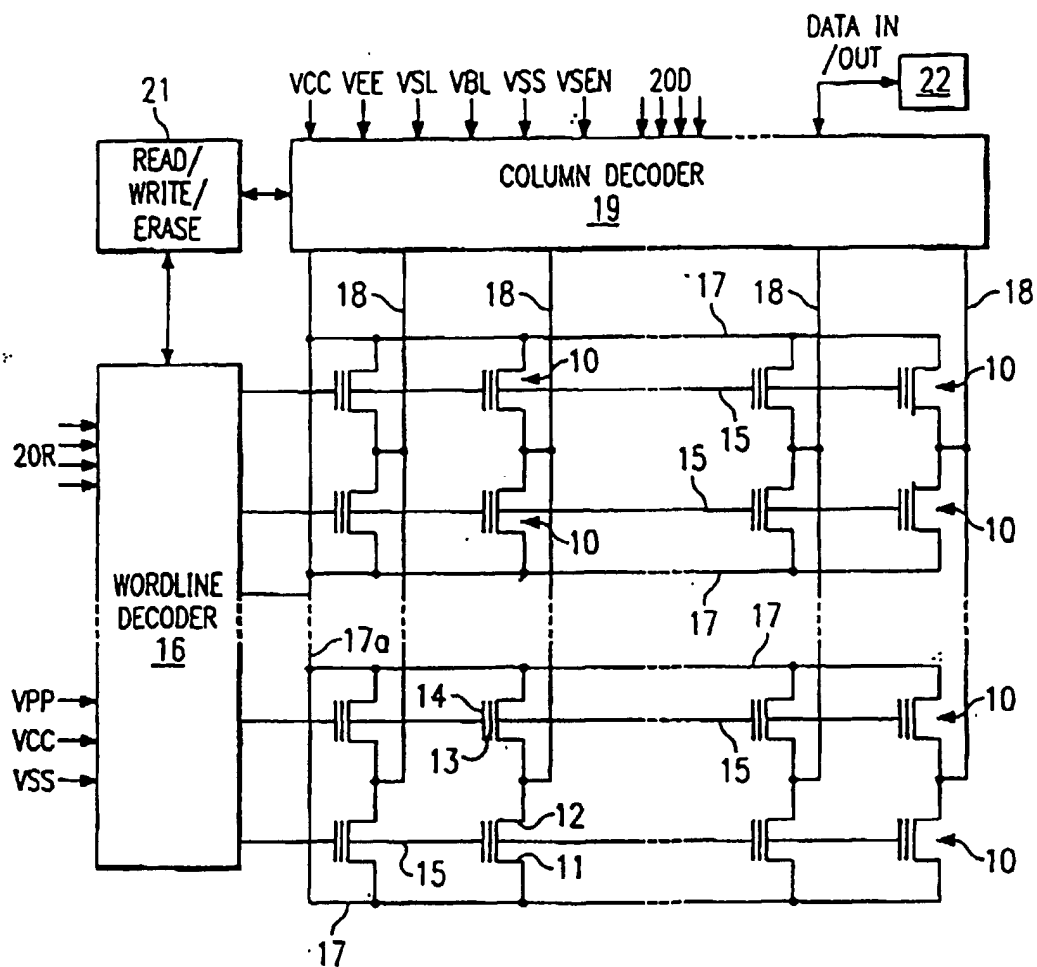 DATA IN
/OUT
22
21
VCC VEE VSL VBL VSS VSEN 20D
READ/
WRITE/
ERASE
COLUMN DECODER
19
18 18 17 18 18
10 10
15
20R
15
10 10
WORDLINE
DECODER
16
17
17a 17
VPP
VCC
VSS
14
13
15
10
12
11
15
10
17